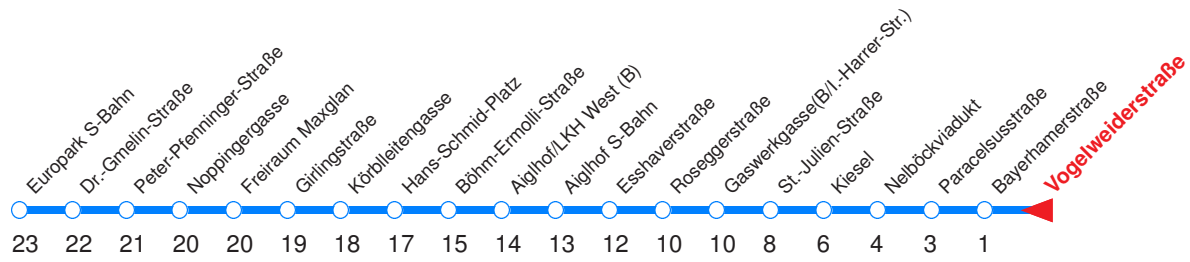 Europark S-Bahn
Dr.-Gmelin-Straße
Peter-Pfenninger-Straße
Noppingergasse
Freiraum Maxglan
Girlingstraße
Körblleitengasse
Hans-Schmid-Platz
Böhm-Ermolli-Straße
Aiglhof/LKH West (B)
Aiglhof S-Bahn
Esshaverstraße
Roseggerstraße
Gaswerkgasse(B/I.-Harrer-Str.)
St.-Julien-Straße
Kiesel
Nelböckviadukt
Paracelsusstraße
Bayerhamerstraße
Vogelweiderstraße
23 22 21 20 20 19 18 17 15 14 13 12 10 10 8 6 4 3 1